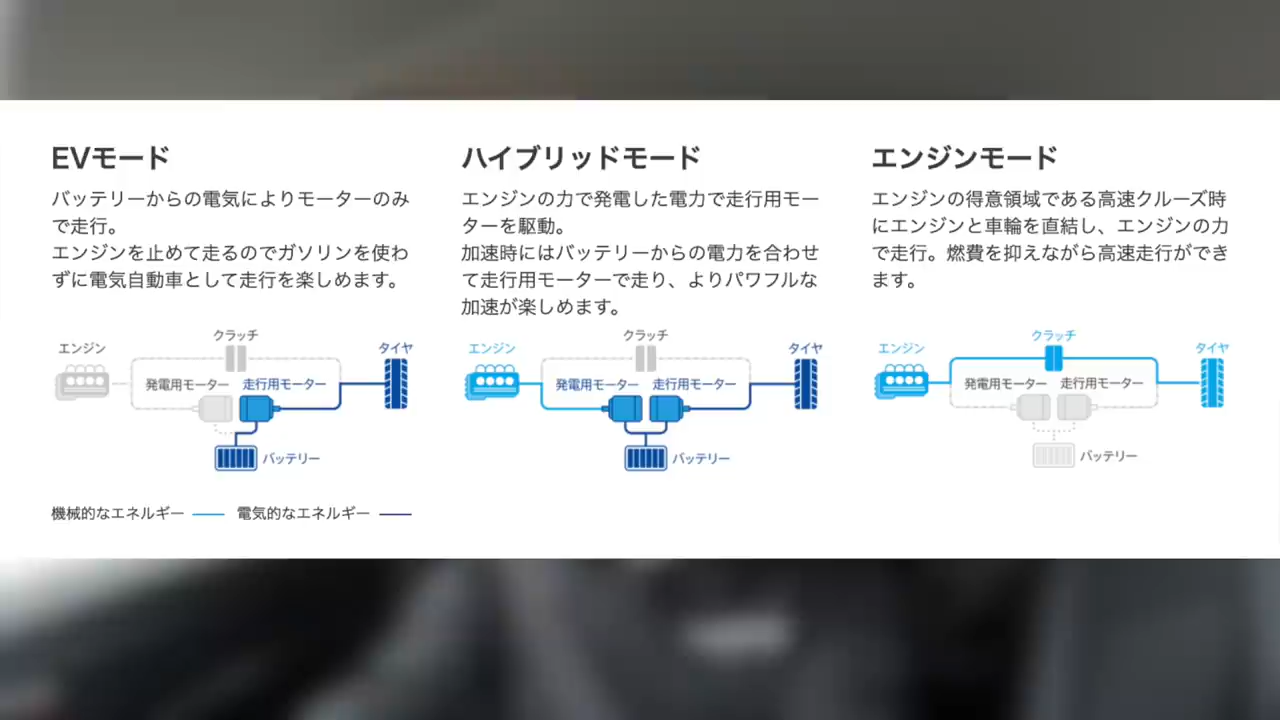 EVモード
バッテリーからの電気によりモーターのみ
で走行。
エンジンを止めて走るのでガソリンを使わ
ずに電気自動車として走行を楽しめます。
クラッチ
エンジン
タイヤ
発電用モーター 走行用モーター
バッテリー
機械的なエネルギー 電気的なエネルギー
ハイブリッドモード
エンジンの力で発電した電力で走行用モー
ターを駆動。
加速時にはバッテリーからの電力を合わせ
て走行用モーターで走り、よりパワフルな
加速が楽しめます。
クラッチ
エンジン
タイヤ
発電用モーター 走行用モーター
バッテリー
エンジンモード
エンジンの得意領域である高速クルーズ時
にエンジンと車輪を直結し、エンジンの力
で走行。燃費を抑えながら高速走行ができ
ます。
クラッチ
エンジン
タイヤ
発電用モーター 走行用モーター
バッテリー